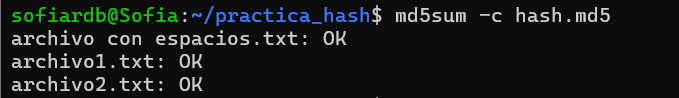 sofiardb@Sofia:~/practica_hash$ md5sum -c hash.md5
archivo con espacios.txt: OK
archivo1.txt: OK
archivo2.txt: OK